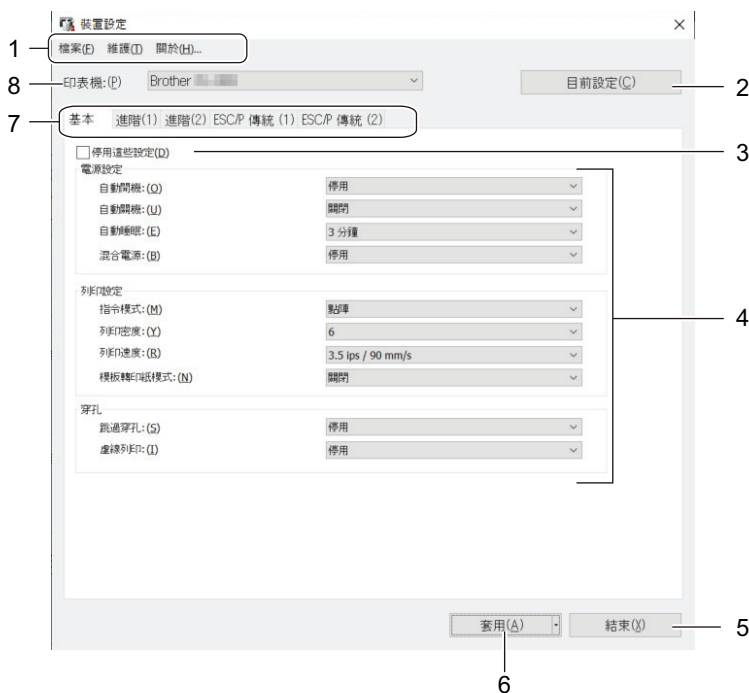 裝置設定
1
檔案(F) 維護(T) 關於(H)...
8 印表機:(P) Brother 目前設定(C) 2
7 基本 進階(1) 進階(2) ESC/P 傳統 (1) ESC/P 傳統 (2)
停用這些設定(D) 3
電源設定
自動開機:(O) 停用
自動關機:(U) 關閉
自動睡眠:(E) 3 分鐘
混合電源:(B) 停用
列印設定
指令模式:(M) 點陣 4
列印密度:(Y) 6
列印速度:(R) 3.5 ips / 90 mm/s
模板轉印紙模式:(N) 關閉
穿孔
跳過穿孔:(S) 停用
虛線列印:(I) 停用
套用(A) 結束(X) 5
6